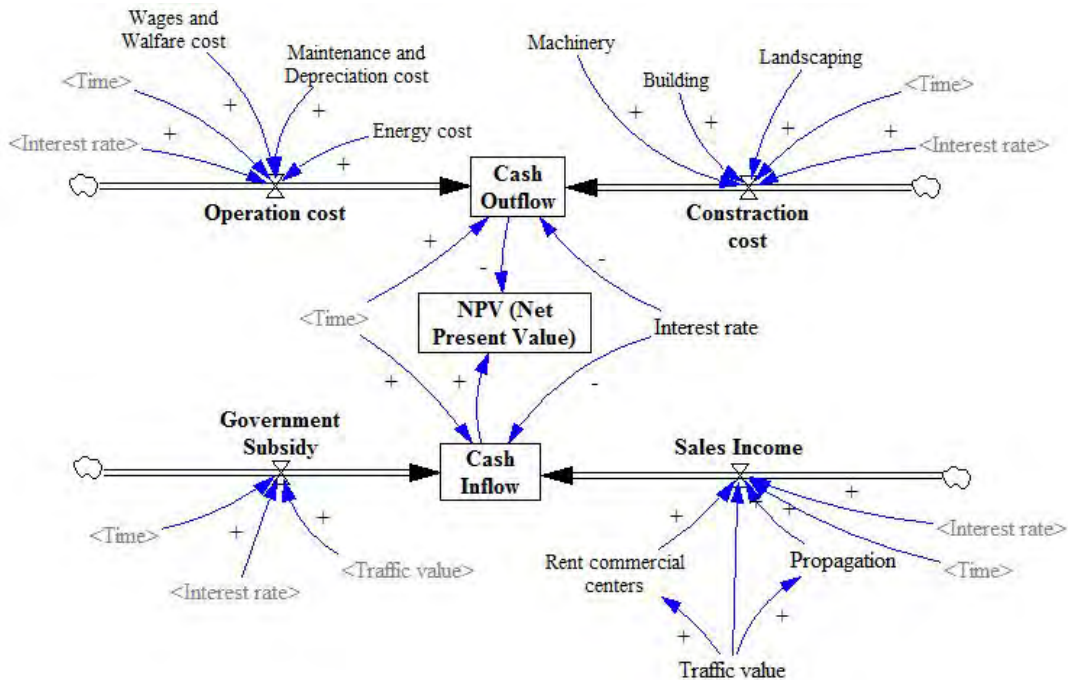 Wages and
Walfare cost
Maintenance and
Depreciation cost
<Time>
+
+
<Interest rate>
+
Energy cost
+
Operation cost
Machinery
Landscaping
Building
<Time>
+
+
+
+
<Interest rate>
Cash
Outflow
Constraction
cost
+
-
-
<Time>
NPV (Net
Present Value)
Interest rate
+
+
-
Government
Subsidy
Cash
Inflow
Sales Income
<Time>
+
+
<Interest rate>
<Traffic value>
+
+
+
+
<Interest rate>
Rent commercial
centers
Propagation
<Time>
+
+
Traffic value